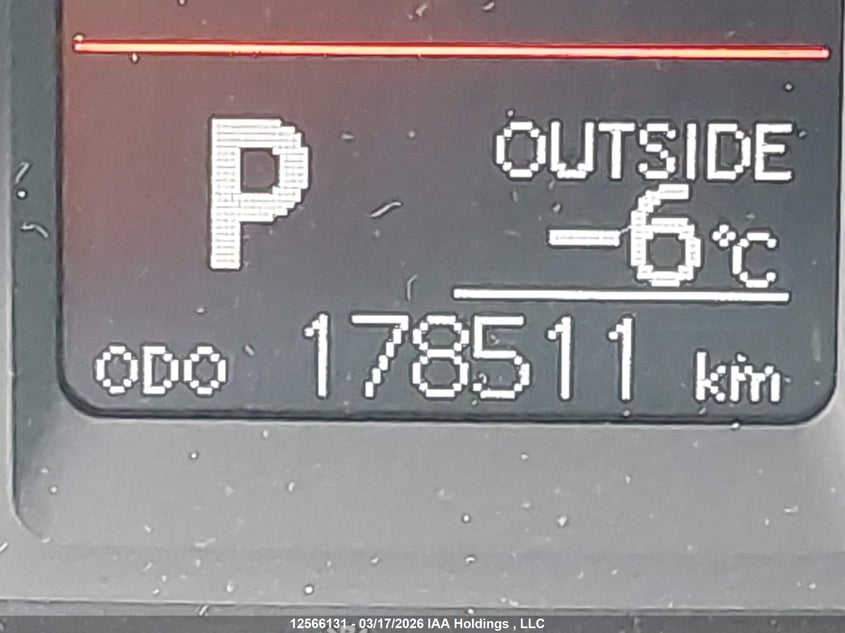 P
OUTSIDE
-6°C
ODO 178511 km
12566131 - 03/17/2026 IAA Holdings , LLC